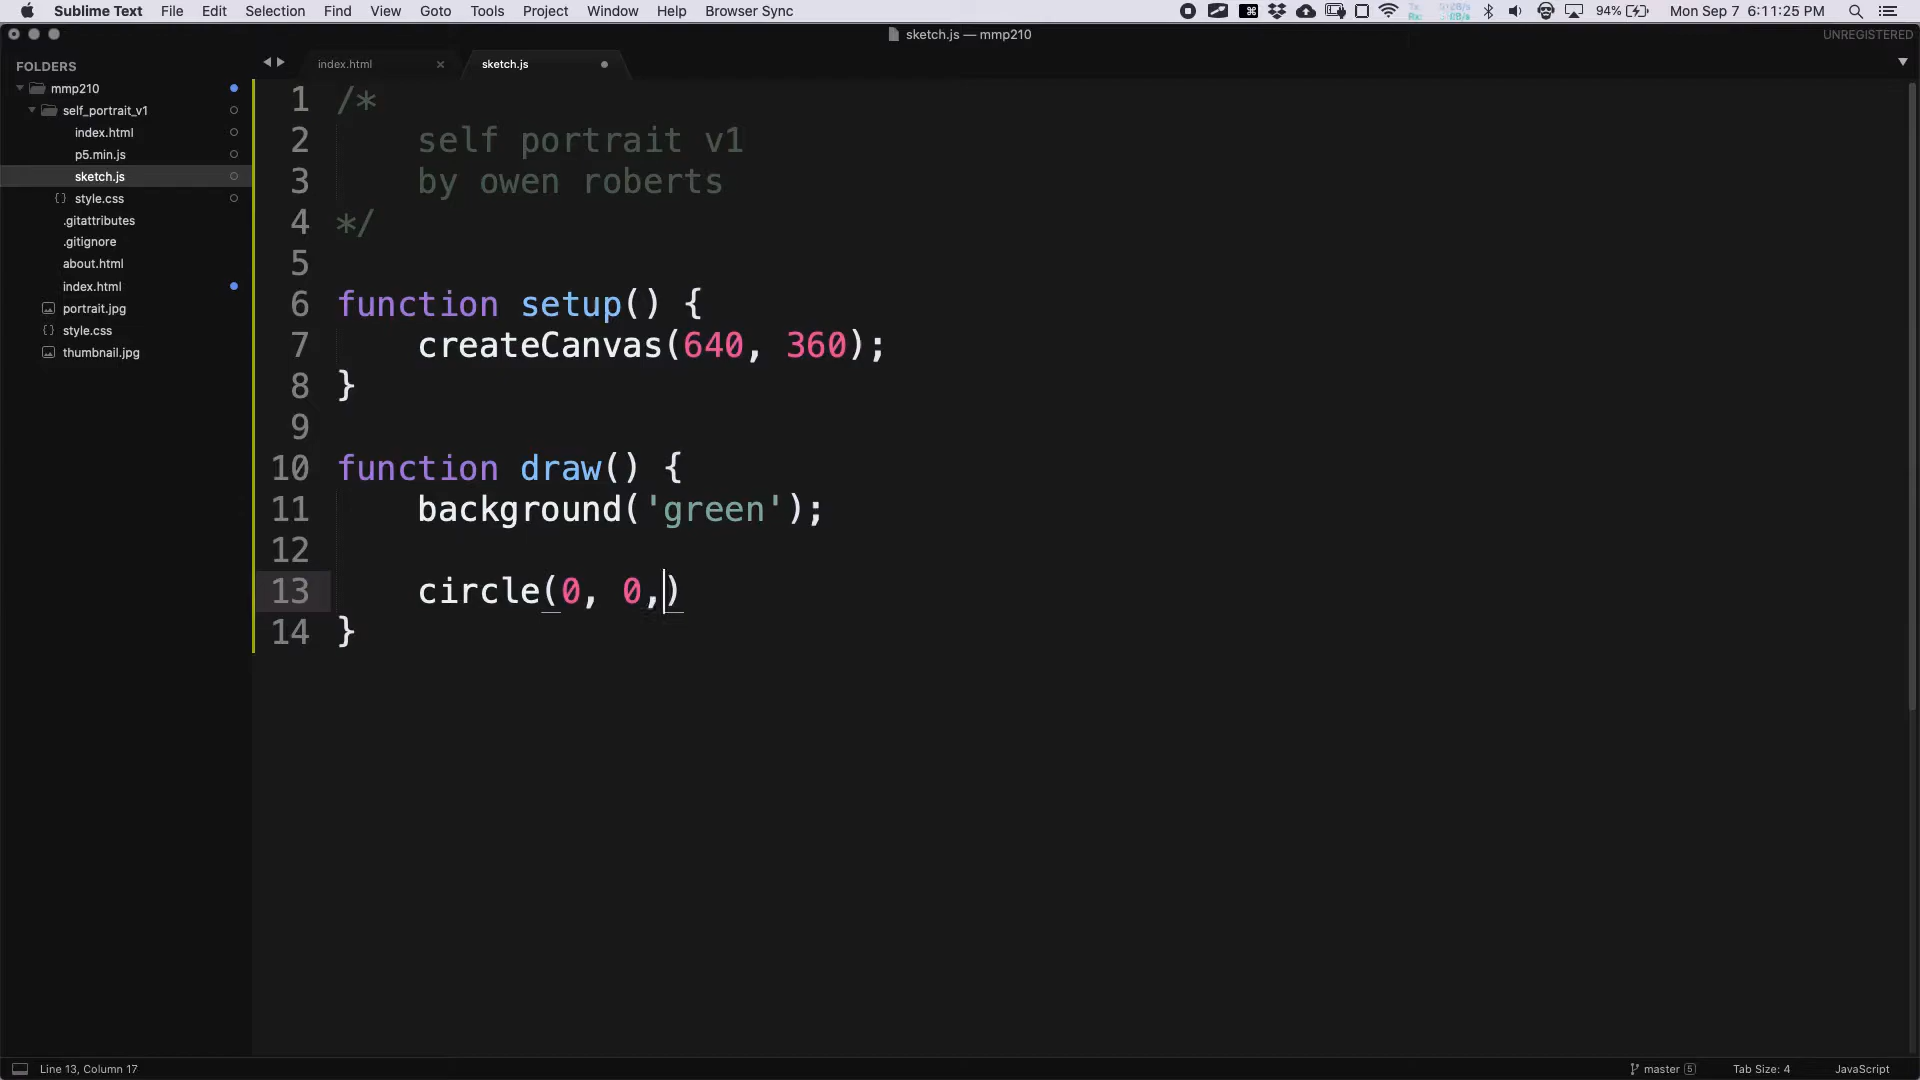 Sublime Text File Edit Selection Find View Goto Tools Project Window Help Browser Sync 94% Mon Sep 7 6:11:25 PM
sketch.js — mmp210 UNREGISTERED
FOLDERS
mmp210
self_portrait_v1
index.html
p5.min.js
sketch.js
{} style.css
.gitattributes
.gitignore
about.html
index.html
portrait.jpg
{} style.css
thumbnail.jpg
index.html × sketch.js
1 /*
2 self portrait v1
3 by owen roberts
4 */
5
6 function setup() {
7 createCanvas(640, 360);
8 }
9
10 function draw() {
11 background('green');
12
13 circle(0, 0,)
14 }
Line 13, Column 17 master 5 Tab Size: 4 JavaScript